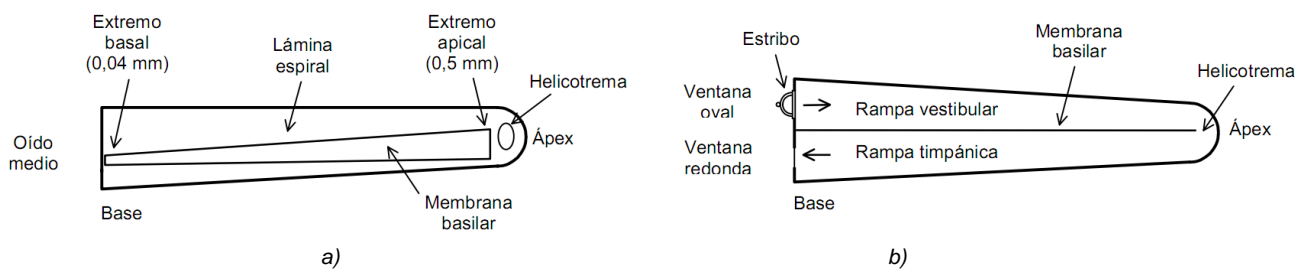 Extremo
basal
(0,04 mm)
Lámina
espiral
Extremo
apical
(0,5 mm)
Helicotrema
Oído
medio
Ápex
Base
Membrana
basilar
a)
Estribo
Membrana
basilar
Helicotrema
Ventana
oval
Rampa vestibular
Ápex
Ventana
redonda
Rampa timpánica
Base
b)